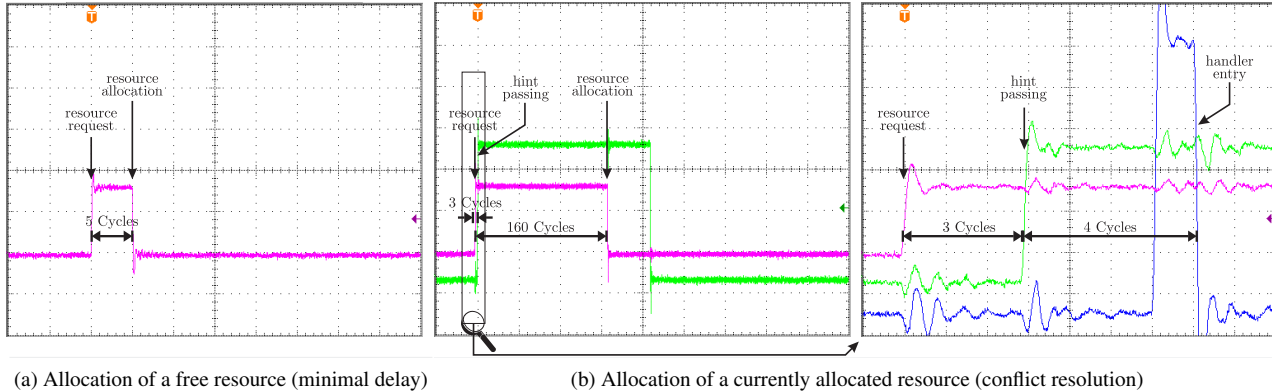 T
resource
allocation
resource
request
5 Cycles
T
hint
passing
resource
allocation
resource
request
3 Cycles
160 Cycles
T
handler
entry
hint
passing
resource
request
3 Cycles
4 Cycles
(a) Allocation of a free resource (minimal delay)
(b) Allocation of a currently allocated resource (conflict resolution)